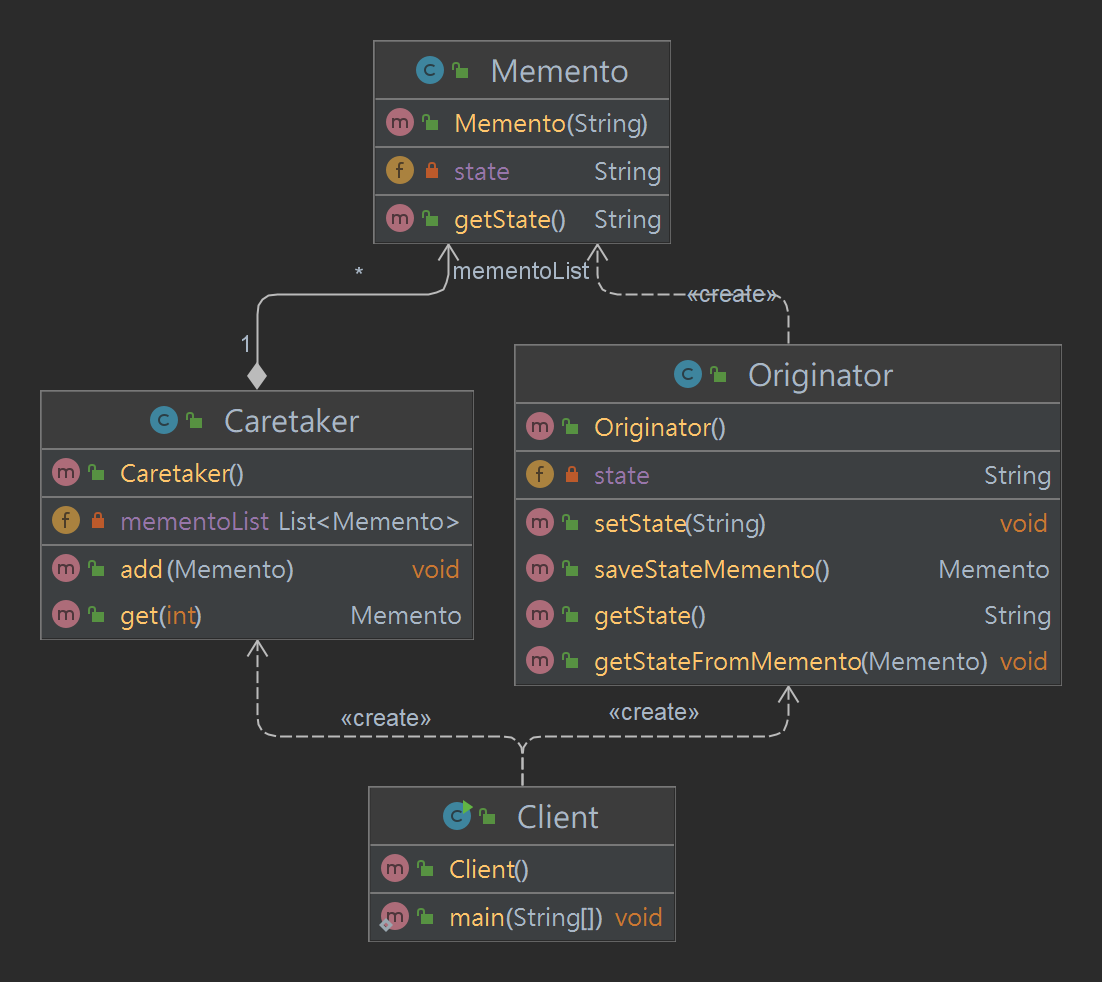 Memento
Memento(String)
state String
getState() String
* mementoList
«create»
1
Originator
Originator()
state String
setState(String) void
saveStateMemento() Memento
getState() String
getStateFromMemento(Memento) void
Caretaker
Caretaker()
mementoList List<Memento>
add(Memento) void
get(int) Memento
«create»
«create»
Client
Client()
main(String[]) void